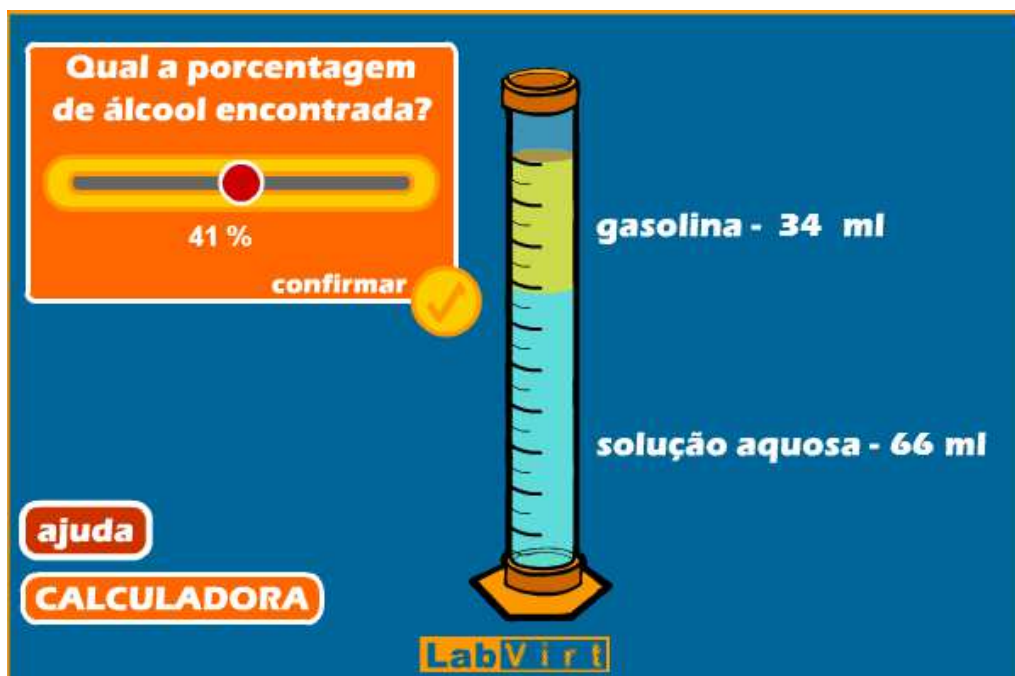 Qual a porcentagem
de álcool encontrada?
41 %
confirmar
gasolina - 34 ml
solução aquosa - 66 ml
ajuda
CALCULADORA
LabVirt